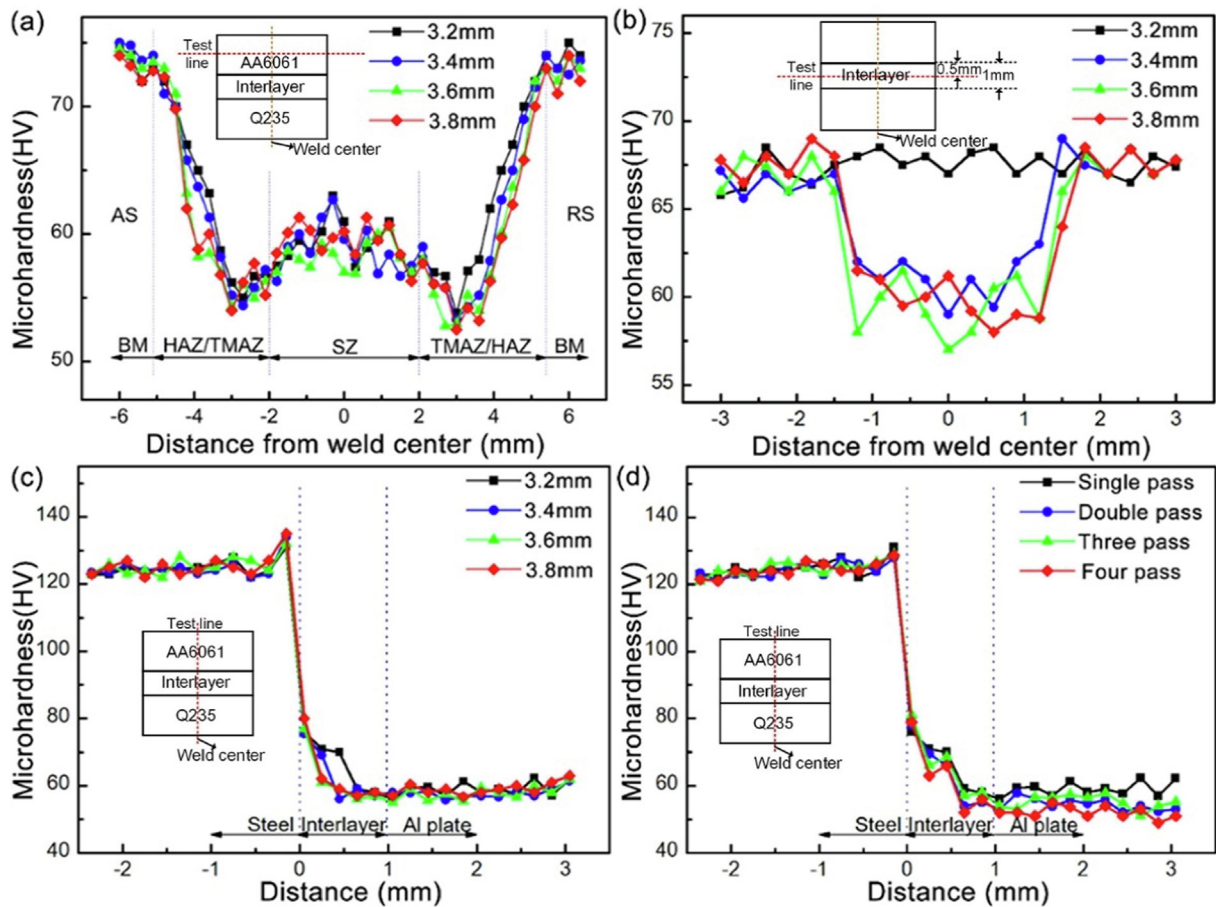 (a)
Microhardness(HV)
70
60
50
Test
line
AA6061
Interlayer
Q235
Weld center
3.2mm
3.4mm
3.6mm
3.8mm
AS
RS
BM
HAZ/TMAZ
SZ
TMAZ/HAZ
BM
-6 -4 -2 0 2 4 6
Distance from weld center (mm)
(b)
Microhardness(HV)
75
70
65
60
55
Test
line
Interlayer
0.5mm
1mm
Weld center
3.2mm
3.4mm
3.6mm
3.8mm
-3 -2 -1 0 1 2 3
Distance from weld center (mm)
(c)
Microhardness(HV)
140
120
100
80
60
40
3.2mm
3.4mm
3.6mm
3.8mm
Test line
AA6061
Interlayer
Q235
Weld center
Steel Interlayer Al plate
-2 -1 0 1 2 3
Distance (mm)
(d)
Microhardness(HV)
140
120
100
80
60
40
Single pass
Double pass
Three pass
Four pass
Test line
AA6061
Interlayer
Q235
Weld center
Steel Interlayer Al plate
-2 -1 0 1 2 3
Distance (mm)